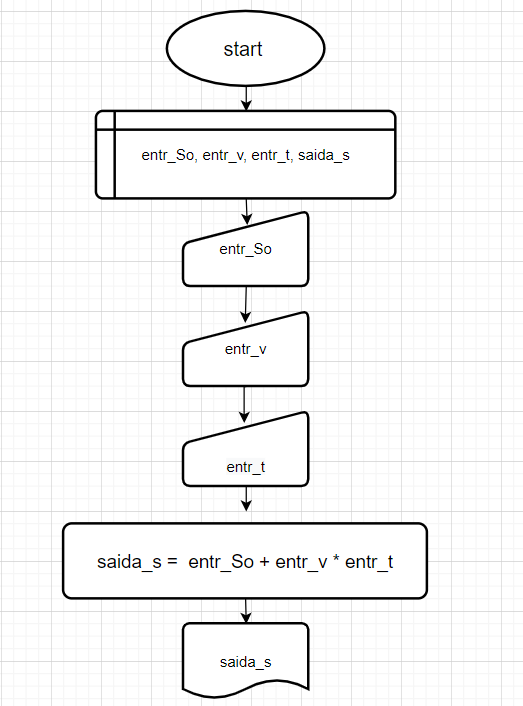 start
entr_So, entr_v, entr_t, saida_s
entr_So
entr_v
entr_t
saida_s = entr_So + entr_v * entr_t
saida_s